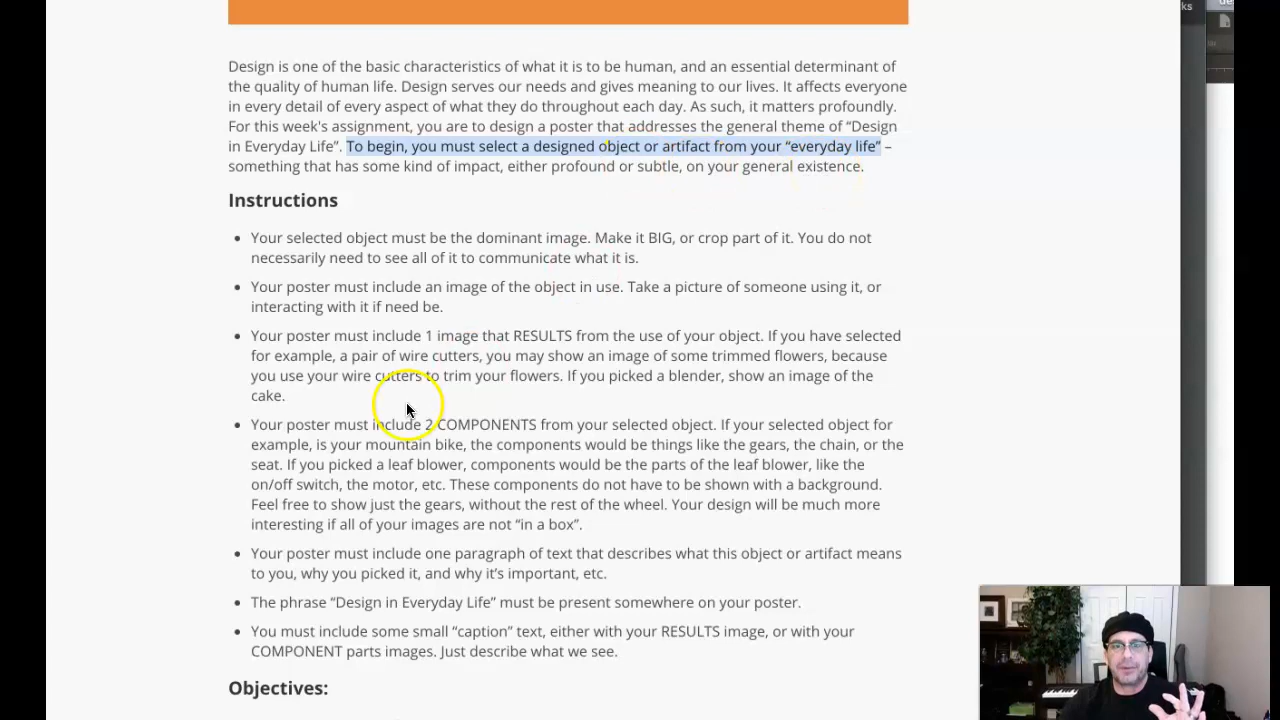 ks
de
Design is one of the basic characteristics of what it is to be human, and an essential determinant of
the quality of human life. Design serves our needs and gives meaning to our lives. It affects everyone
in every detail of every aspect of what they do throughout each day. As such, it matters profoundly.
For this week's assignment, you are to design a poster that addresses the general theme of “Design
in Everyday Life”. To begin, you must select a designed object or artifact from your “everyday life” –
something that has some kind of impact, either profound or subtle, on your general existence.
Instructions
• Your selected object must be the dominant image. Make it BIG, or crop part of it. You do not
necessarily need to see all of it to communicate what it is.
• Your poster must include an image of the object in use. Take a picture of someone using it, or
interacting with it if need be.
• Your poster must include 1 image that RESULTS from the use of your object. If you have selected
for example, a pair of wire cutters, you may show an image of some trimmed flowers, because
you use your wire cutters to trim your flowers. If you picked a blender, show an image of the
cake.
• Your poster must include 2 COMPONENTS from your selected object. If your selected object for
example, is your mountain bike, the components would be things like the gears, the chain, or the
seat. If you picked a leaf blower, components would be the parts of the leaf blower, like the
on/off switch, the motor, etc. These components do not have to be shown with a background.
Feel free to show just the gears, without the rest of the wheel. Your design will be much more
interesting if all of your images are not “in a box”.
• Your poster must include one paragraph of text that describes what this object or artifact means
to you, why you picked it, and why it’s important, etc.
• The phrase “Design in Everyday Life” must be present somewhere on your poster.
• You must include some small “caption” text, either with your RESULTS image, or with your
COMPONENT parts images. Just describe what we see.
Objectives: